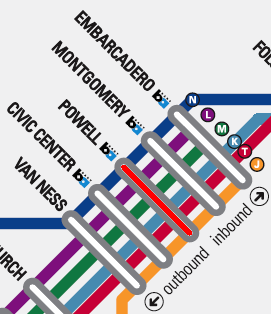 EMBARCADERO
MONTGOMERY
POWELL
CIVIC CENTER
VAN NESS
URCH
FOL
N
L
M
K
T
J
inbound
outbound